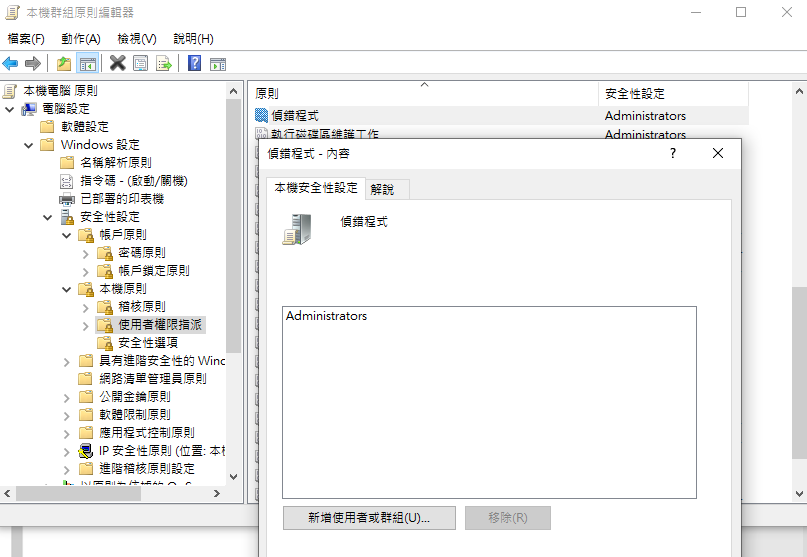 本機群組原則編輯器
檔案(F) 動作(A) 檢視(V) 說明(H)
本機電腦 原則
電腦設定
軟體設定
Windows 設定
名稱解析原則
指令碼 - (啟動/關機)
已部署的印表機
安全性設定
帳戶原則
密碼原則
帳戶鎖定原則
本機原則
稽核原則
使用者權限指派
安全性選項
具有進階安全性的 Winc
網路清單管理員原則
公開金鑰原則
軟體限制原則
應用程式控制原則
IP 安全性原則 (位置: 本機
進階稽核原則設定
原則 安全性設定
偵錯程式 Administrators
執行磁碟區維護工作 Administrators
偵錯程式 - 內容
? ×
本機安全性設定 解說
偵錯程式
Administrators
新增使用者或群組(U)... 移除(R)